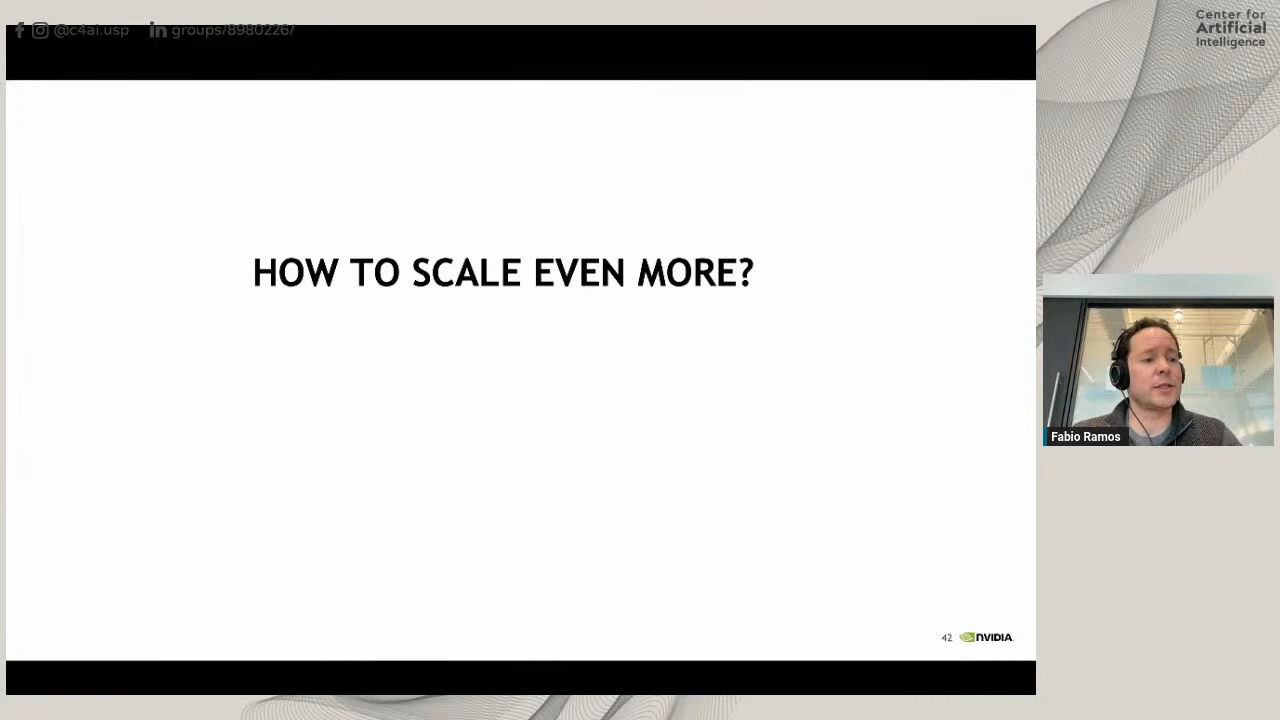 @c4ai.usp
groups/8980226/
Center for
Artificial
Intelligence
HOW TO SCALE EVEN MORE?
Fabio Ramos
42
NVIDIA